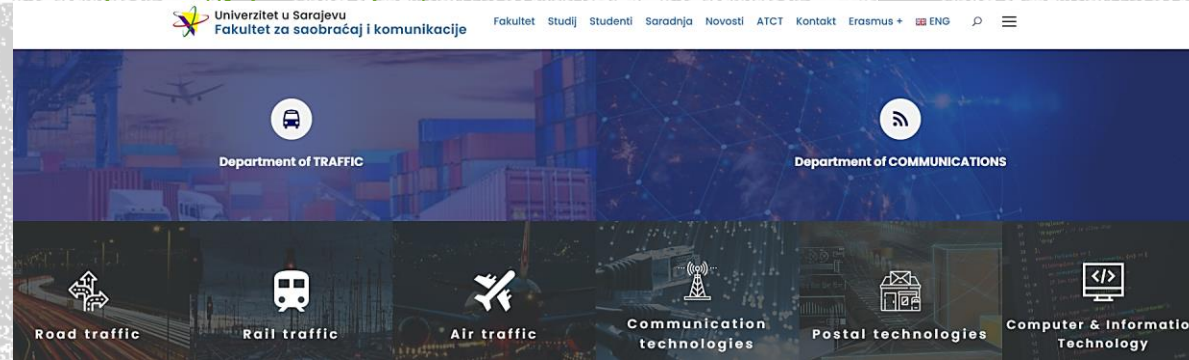 Univerzitet u Sarajevu
Fakultet za saobraćaj i komunikacije
Fakultet Studij Studenti Saradnja Novosti ATCT Kontakt Erasmus + ENG
Department of TRAFFIC
Department of COMMUNICATIONS
Road traffic
Rail traffic
Air traffic
Communication
technologies
Postal technologies
Computer & Informatio
Technology